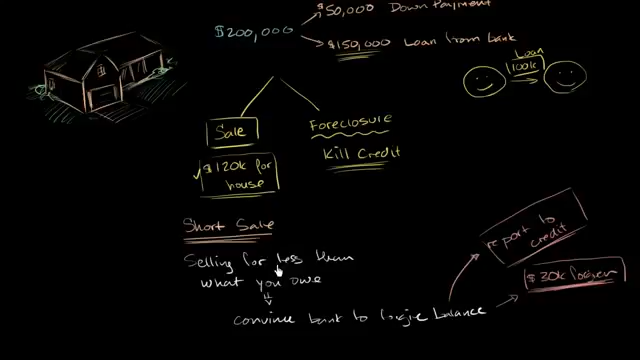 $50,000 Down Payment
$200,000
$150,000 Loan from bank
Loan
100k
Sale
Foreclosure
$120k for
house
Kill Credit
Short Sale
Selling for less than
what you owe
convince bank to forgive balance
report to
credit
$30k forgiven